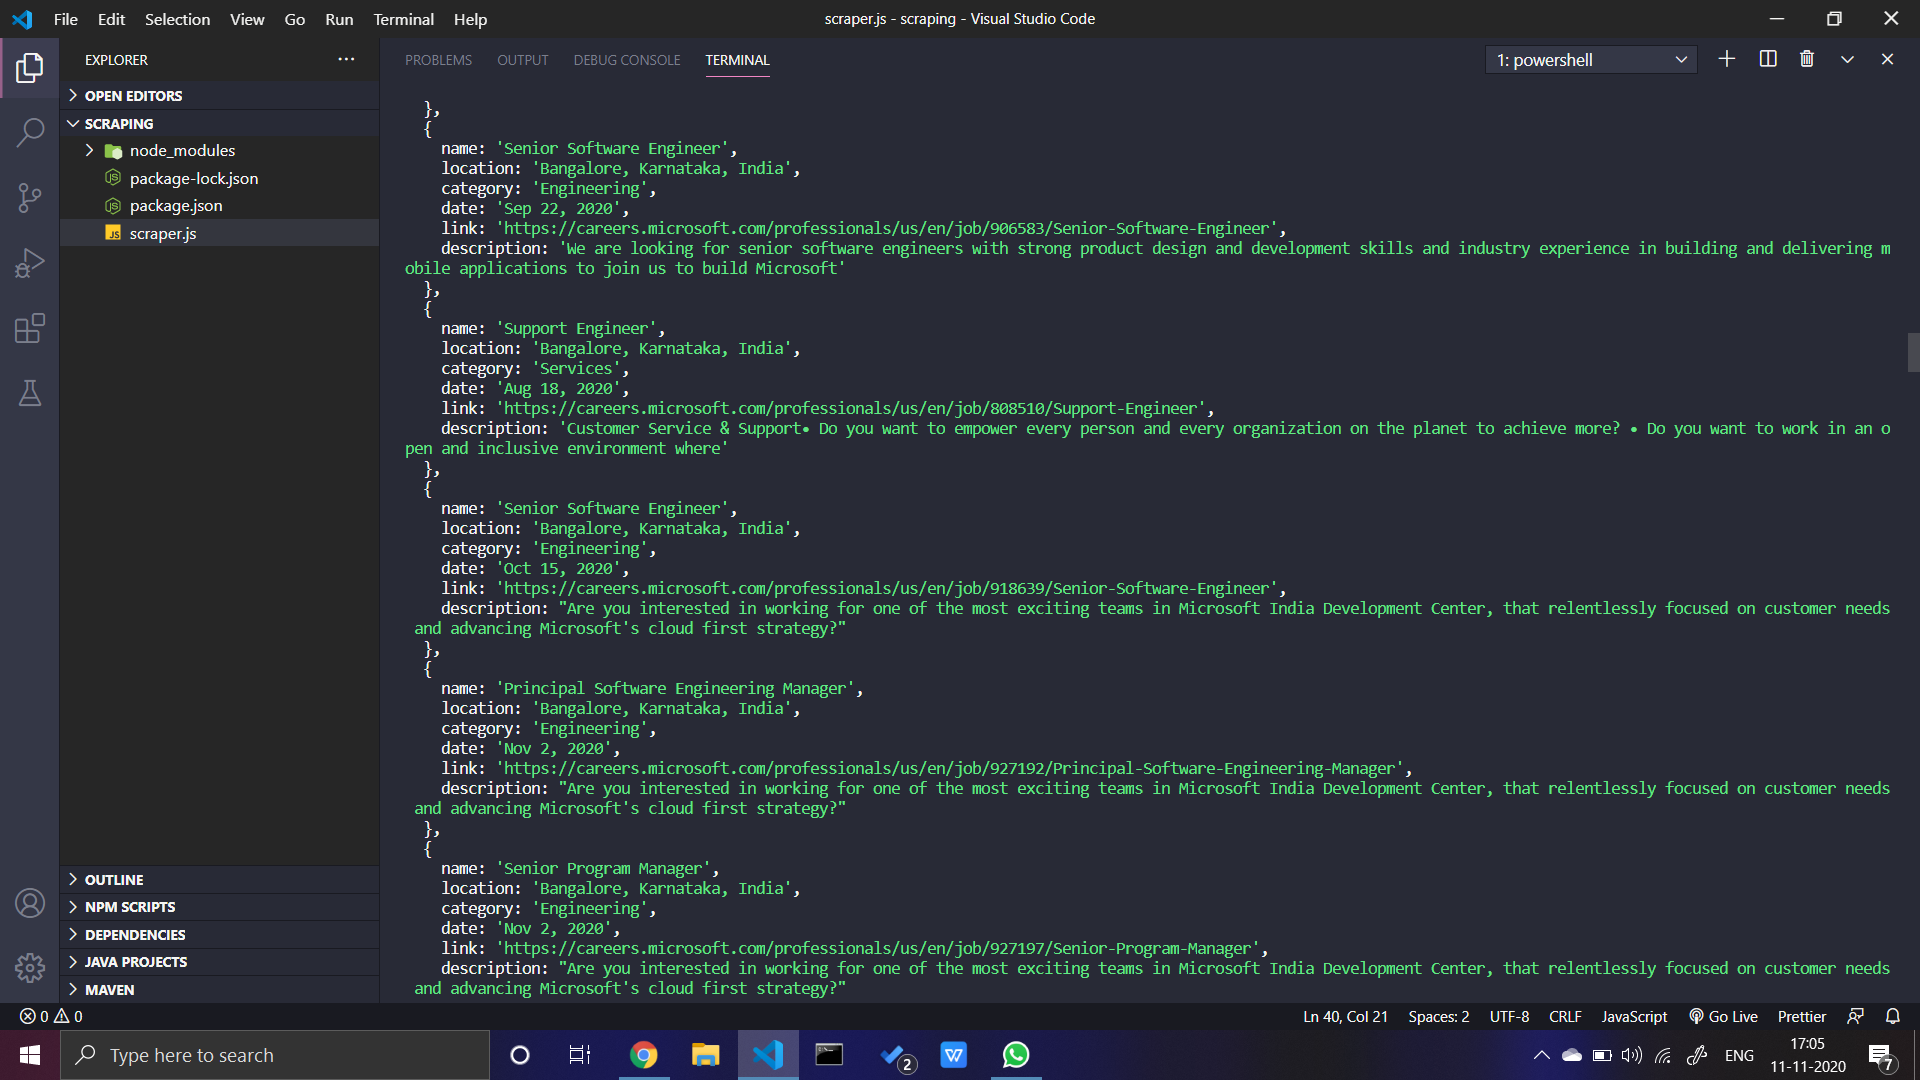 File Edit Selection View Go Run Terminal Help
scraper.js - scraping - Visual Studio Code
EXPLORER
OPEN EDITORS
SCRAPING
node_modules
package-lock.json
package.json
JS scraper.js
OUTLINE
NPM SCRIPTS
DEPENDENCIES
JAVA PROJECTS
MAVEN
PROBLEMS OUTPUT DEBUG CONSOLE TERMINAL
1: powershell
},
{
name: 'Senior Software Engineer',
location: 'Bangalore, Karnataka, India',
category: 'Engineering',
date: 'Sep 22, 2020',
link: 'https://careers.microsoft.com/professionals/us/en/job/906583/Senior-Software-Engineer',
description: 'We are looking for senior software engineers with strong product design and development skills and industry experience in building and delivering m
obile applications to join us to build Microsoft'
},
{
name: 'Support Engineer',
location: 'Bangalore, Karnataka, India',
category: 'Services',
date: 'Aug 18, 2020',
link: 'https://careers.microsoft.com/professionals/us/en/job/808510/Support-Engineer',
description: 'Customer Service & Support• Do you want to empower every person and every organization on the planet to achieve more? • Do you want to work in an o
pen and inclusive environment where'
},
{
name: 'Senior Software Engineer',
location: 'Bangalore, Karnataka, India',
category: 'Engineering',
date: 'Oct 15, 2020',
link: 'https://careers.microsoft.com/professionals/us/en/job/918639/Senior-Software-Engineer',
description: "Are you interested in working for one of the most exciting teams in Microsoft India Development Center, that relentlessly focused on customer needs
and advancing Microsoft's cloud first strategy?"
},
{
name: 'Principal Software Engineering Manager',
location: 'Bangalore, Karnataka, India',
category: 'Engineering',
date: 'Nov 2, 2020',
link: 'https://careers.microsoft.com/professionals/us/en/job/927192/Principal-Software-Engineering-Manager',
description: "Are you interested in working for one of the most exciting teams in Microsoft India Development Center, that relentlessly focused on customer needs
and advancing Microsoft's cloud first strategy?"
},
{
name: 'Senior Program Manager',
location: 'Bangalore, Karnataka, India',
category: 'Engineering',
date: 'Nov 2, 2020',
link: 'https://careers.microsoft.com/professionals/us/en/job/927197/Senior-Program-Manager',
description: "Are you interested in working for one of the most exciting teams in Microsoft India Development Center, that relentlessly focused on customer needs
and advancing Microsoft's cloud first strategy?"
0 0
Ln 40, Col 21 Spaces: 2 UTF-8 CRLF JavaScript Go Live Prettier
Type here to search
2
W
ENG
17:05
11-11-2020
7